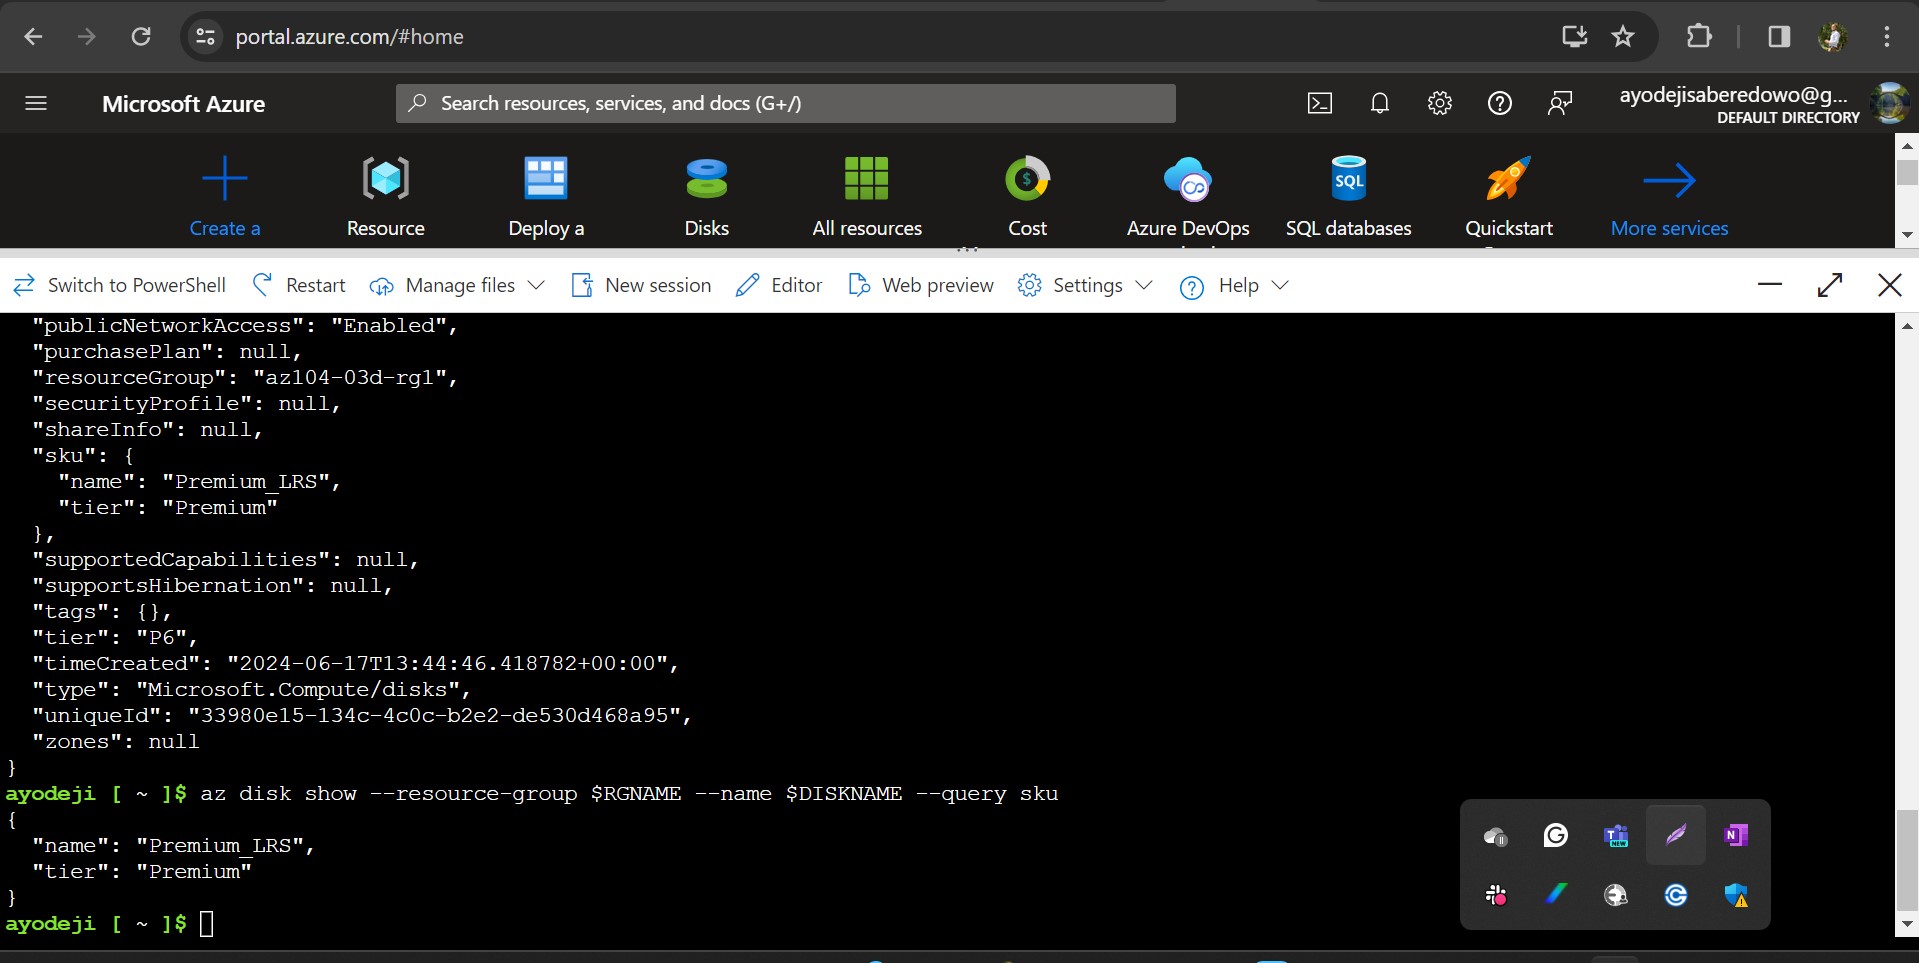 portal.azure.com/#home
Microsoft Azure
Search resources, services, and docs (G+/)
ayodejisaberedowo@g...
DEFAULT DIRECTORY
Create a
Resource
Deploy a
Disks
All resources
Cost
Azure DevOps
SQL
SQL databases
Quickstart
More services
Switch to PowerShell
Restart
Manage files
New session
Editor
Web preview
Settings
Help
"publicNetworkAccess": "Enabled",
"purchasePlan": null,
"resourceGroup": "az104-03d-rg1",
"securityProfile": null,
"shareInfo": null,
"sku": {
"name": "Premium_LRS",
"tier": "Premium"
},
"supportedCapabilities": null,
"supportsHibernation": null,
"tags": {},
"tier": "P6",
"timeCreated": "2024-06-17T13:44:46.418782+00:00",
"type": "Microsoft.Compute/disks",
"uniqueId": "33980e15-134c-4c0c-b2e2-de530d468a95",
"zones": null
}
ayodeji [ ~ ]$ az disk show --resource-group $RGNAME --name $DISKNAME --query sku
{
"name": "Premium_LRS",
"tier": "Premium"
}
ayodeji [ ~ ]$